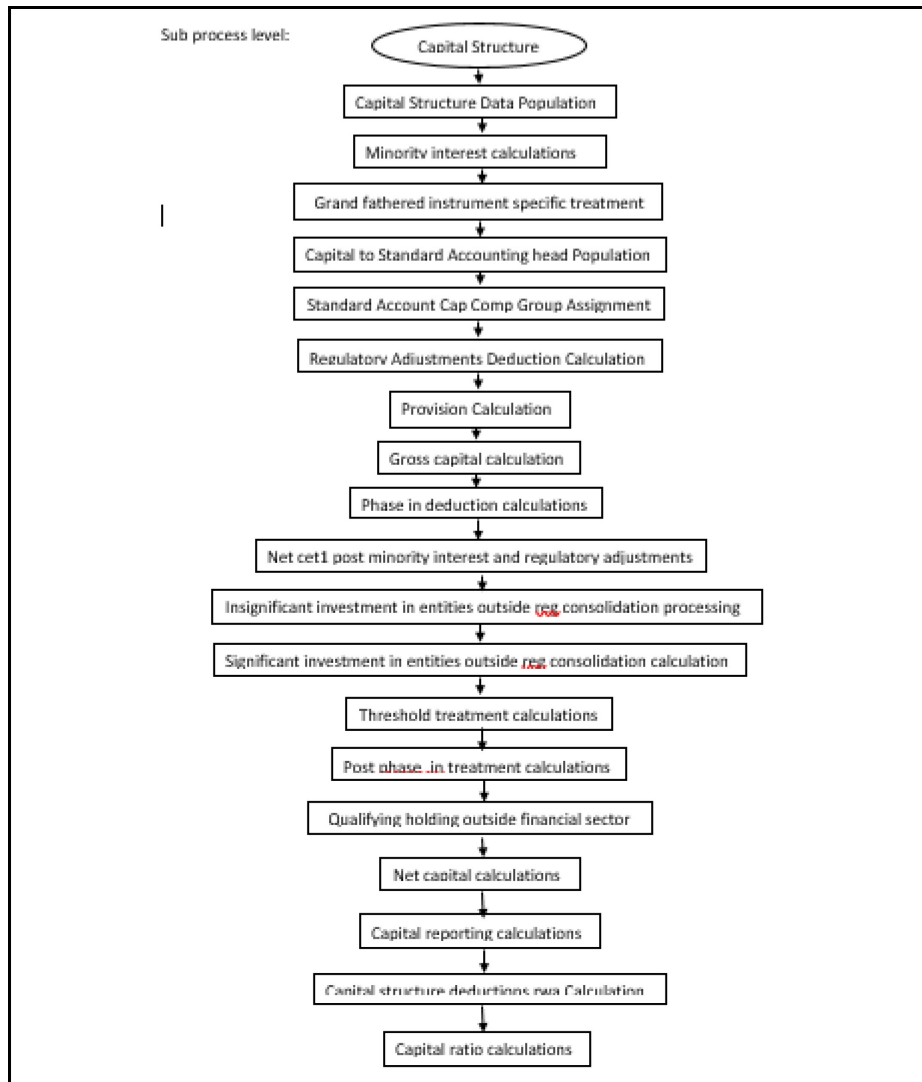 Sub process level:
Capital Structure
Capital Structure Data Population
Minority interest calculations
Grand fathered instrument specific treatment
Capital to Standard Accounting head Population
Standard Account Cap Comp Group Assignment
Regulatory Adjustments Deduction Calculation
Provision Calculation
Gross capital calculation
Phase in deduction calculations
Net cet1 post minority interest and regulatory adjustments
Insignificant investment in entities outside reg consolidation processing
Significant investment in entities outside reg consolidation calculation
Threshold treatment calculations
Post phase in treatment calculations
Qualifying holding outside financial sector
Net capital calculations
Capital reporting calculations
Capital structure deductions rwa Calculation
Capital ratio calculations